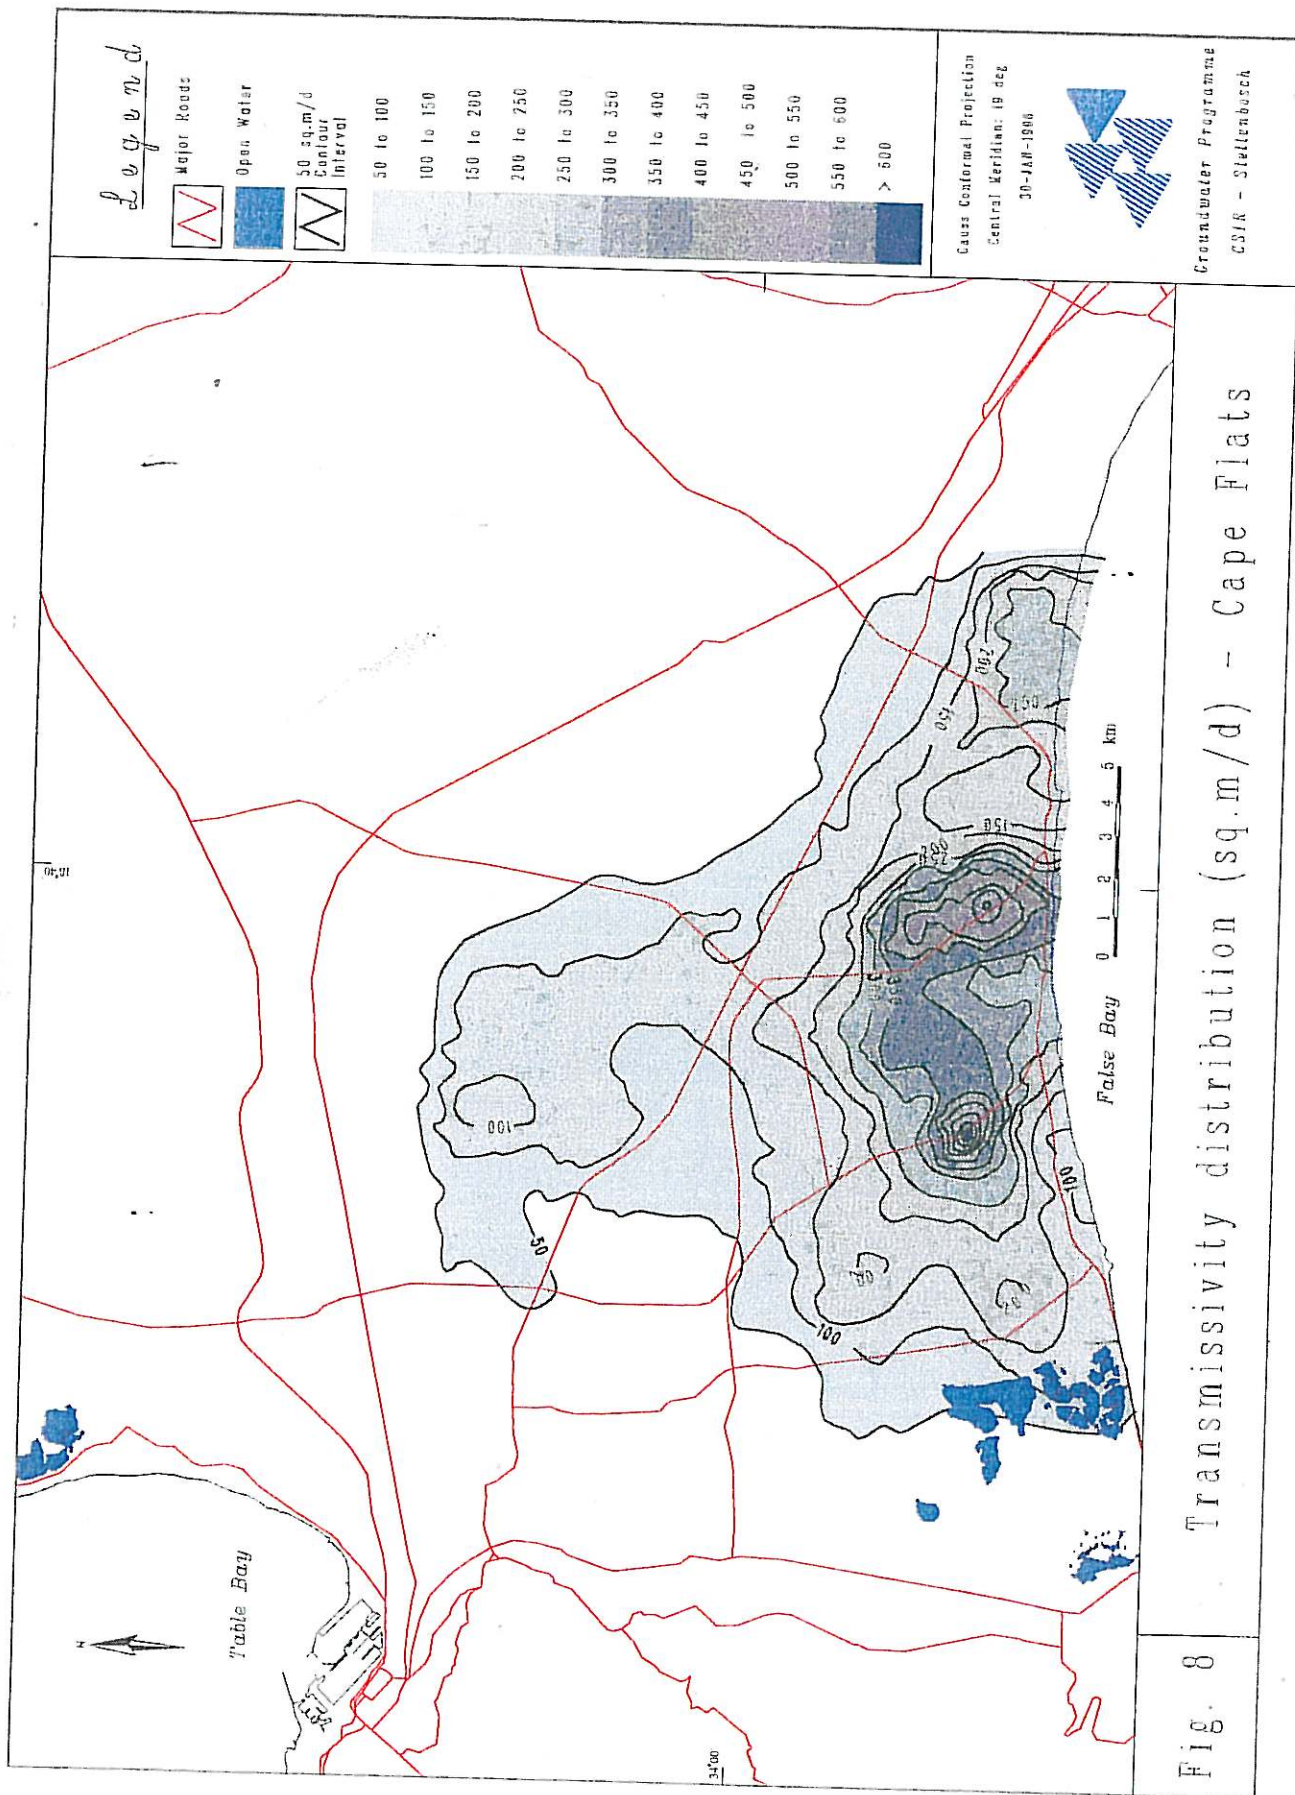 Legend
Major Roads
Open Water
50 sq.m/d
Contour
Interval
50 to 100
100 to 150
150 to 200
200 to 250
250 to 300
300 to 350
350 to 400
400 to 450
450 to 500
500 to 550
550 to 600
> 600
Gauss Conformal Projection
Central Meridian: 19 deg
30-JAN-1996
Groundwater Programme
CSIR - Stellenbosch
N
Table Bay
34°00
50
100
100
100
150
200
150
False Bay
0 1 2 3 4 5 km
Fig. 8
Transmissivity distribution (sq.m/d) - Cape Flats